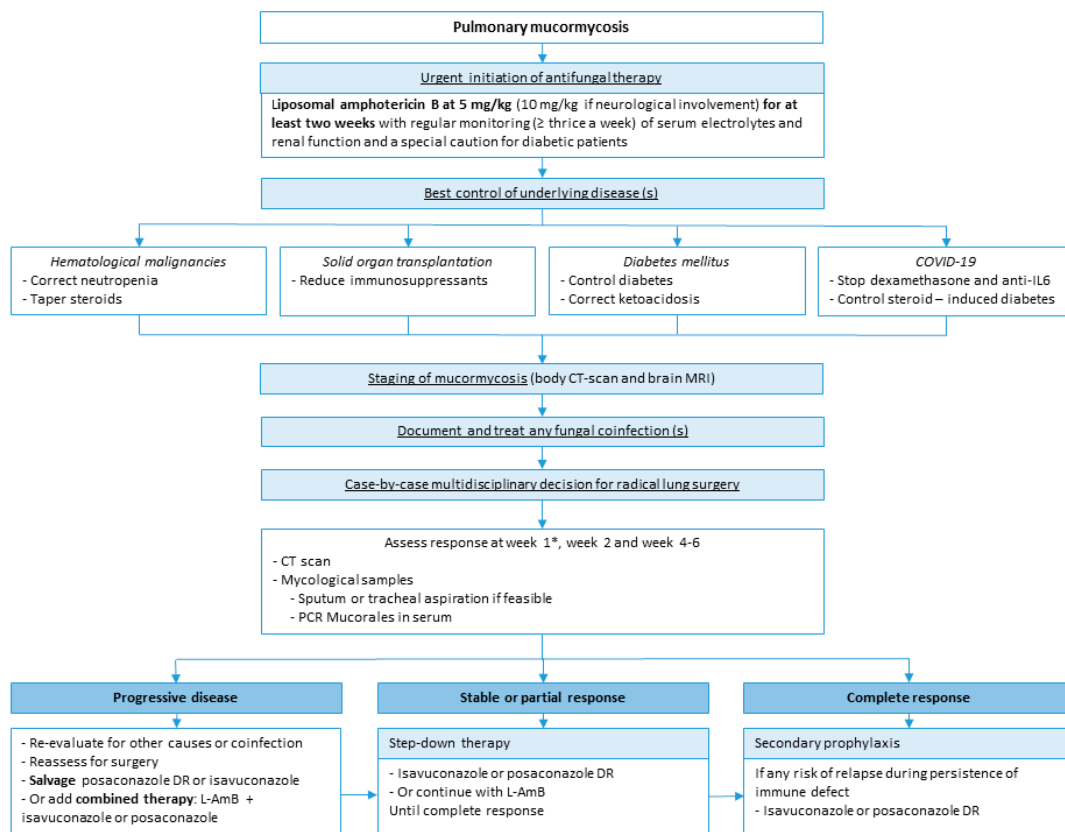 Pulmonary mucormycosis
Urgent initiation of antifungal therapy
Liposomal amphotericin B at 5 mg/kg (10 mg/kg if neurological involvement) for at
least two weeks with regular monitoring (≥ thrice a week) of serum electrolytes and
renal function and a special caution for diabetic patients
Best control of underlying disease (s)
Hematological malignancies
- Correct neutropenia
- Taper steroids
Solid organ transplantation
- Reduce immunosuppressants
Diabetes mellitus
- Control diabetes
- Correct ketoacidosis
COVID-19
- Stop dexamethasone and anti-IL6
- Control steroid – induced diabetes
Staging of mucormycosis (body CT-scan and brain MRI)
Document and treat any fungal coinfection (s)
Case-by-case multidisciplinary decision for radical lung surgery
Assess response at week 1*, week 2 and week 4-6
- CT scan
- Mycological samples
- Sputum or tracheal aspiration if feasible
- PCR Mucorales in serum
Progressive disease
- Re-evaluate for other causes or coinfection
- Reassess for surgery
- Salvage posaconazole DR or isavuconazole
- Or add combined therapy: L-AmB +
isavuconazole or posaconazole
Stable or partial response
Step-down therapy
- Isavuconazole or posaconazole DR
- Or continue with L-AmB
Until complete response
Complete response
Secondary prophylaxis
If any risk of relapse during persistence of
immune defect
- Isavuconazole or posaconazole DR